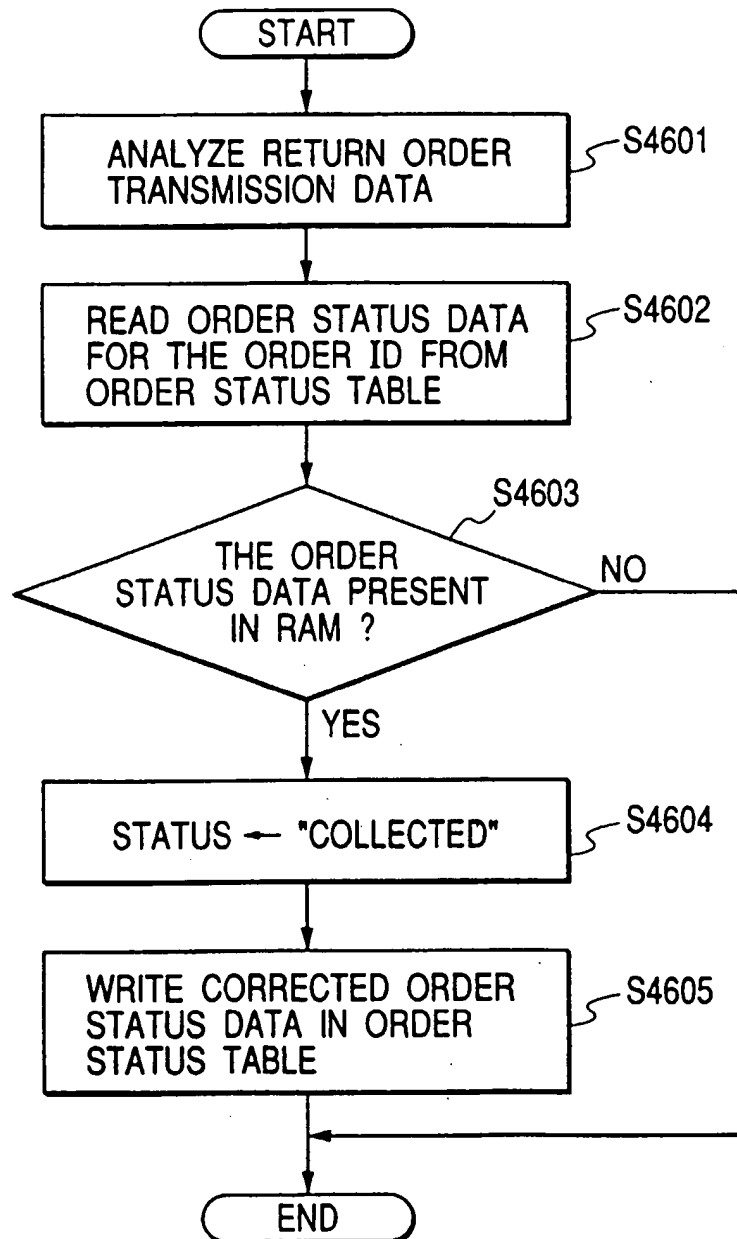 START
ANALYZE RETURN ORDER
TRANSMISSION DATA
S4601
READ ORDER STATUS DATA
FOR THE ORDER ID FROM
ORDER STATUS TABLE
S4602
S4603
THE ORDER
STATUS DATA PRESENT
IN RAM ?
NO
YES
STATUS ← "COLLECTED"
S4604
WRITE CORRECTED ORDER
STATUS DATA IN ORDER
STATUS TABLE
S4605
END